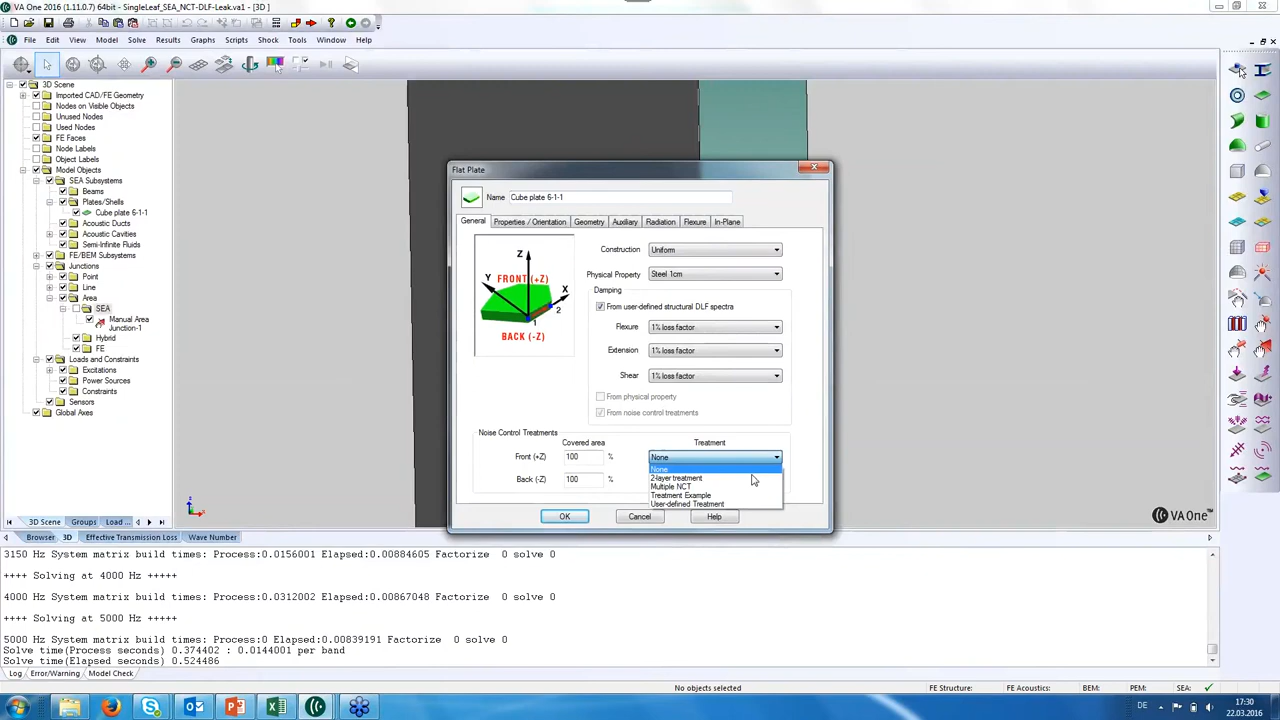 VA One 2016 (1.11.0.7) 64bit - SingleLeaf_SEA_NCT-DLF-Leak.va1 - [3D ]
File Edit View Model Solve Results Graphs Scripts Shock Tools Window Help
3D Scene
Imported CAD/FE Geometry
Nodes on Visible Objects
Unused Nodes
Used Nodes
FE Faces
Node Labels
Object Labels
Model Objects
SEA Subsystems
Beams
Plates/Shells
Cube plate 6-1-1
Acoustic Ducts
Acoustic Cavities
Semi-Infinite Fluids
FE/BEM Subsystems
Junctions
Point
Line
Area
SEA
Manual Area
Junction-1
Hybrid
FE
Loads and Constraints
Excitations
Power Sources
Constraints
Sensors
Global Axes
3D Scene Groups Load ...
Flat Plate
Name Cube plate 6-1-1
General Properties / Orientation Geometry Auxiliary Radiation Flexure In-Plane
Z
Y
FRONT (+Z)
X
2
1
BACK (-Z)
Construction Uniform
Physical Property Steel 1cm
Damping
From user-defined structural DLF spectra
Flexure 1% loss factor
Extension 1% loss factor
Shear 1% loss factor
From physical property
From noise control treatments
Noise Control Treatments
Covered area Treatment
Front (+Z) 100 % None
Back (-Z) 100 %
None
2-layer treatment
Multiple NCT
Treatment Example
User-defined Treatment
OK Cancel Help
VA One
Browser 3D Effective Transmission Loss Wave Number
3150 Hz System matrix build times: Process:0.0156001 Elapsed:0.00884605 Factorize 0 solve 0
++++ Solving at 4000 Hz +++++
4000 Hz System matrix build times: Process:0.0312002 Elapsed:0.00867048 Factorize 0 solve 0
++++ Solving at 5000 Hz +++++
5000 Hz System matrix build times: Process:0 Elapsed:0.00839191 Factorize 0 solve 0
Solve time(Process seconds) 0.374402 : 0.0144001 per band
Solve time(Elapsed seconds) 0.524486
Log Error/Warning Model Check
No objects selected FE Structure: FE Acoustics: BEM: PEM: SEA:
DE 17:30
22.03.2016